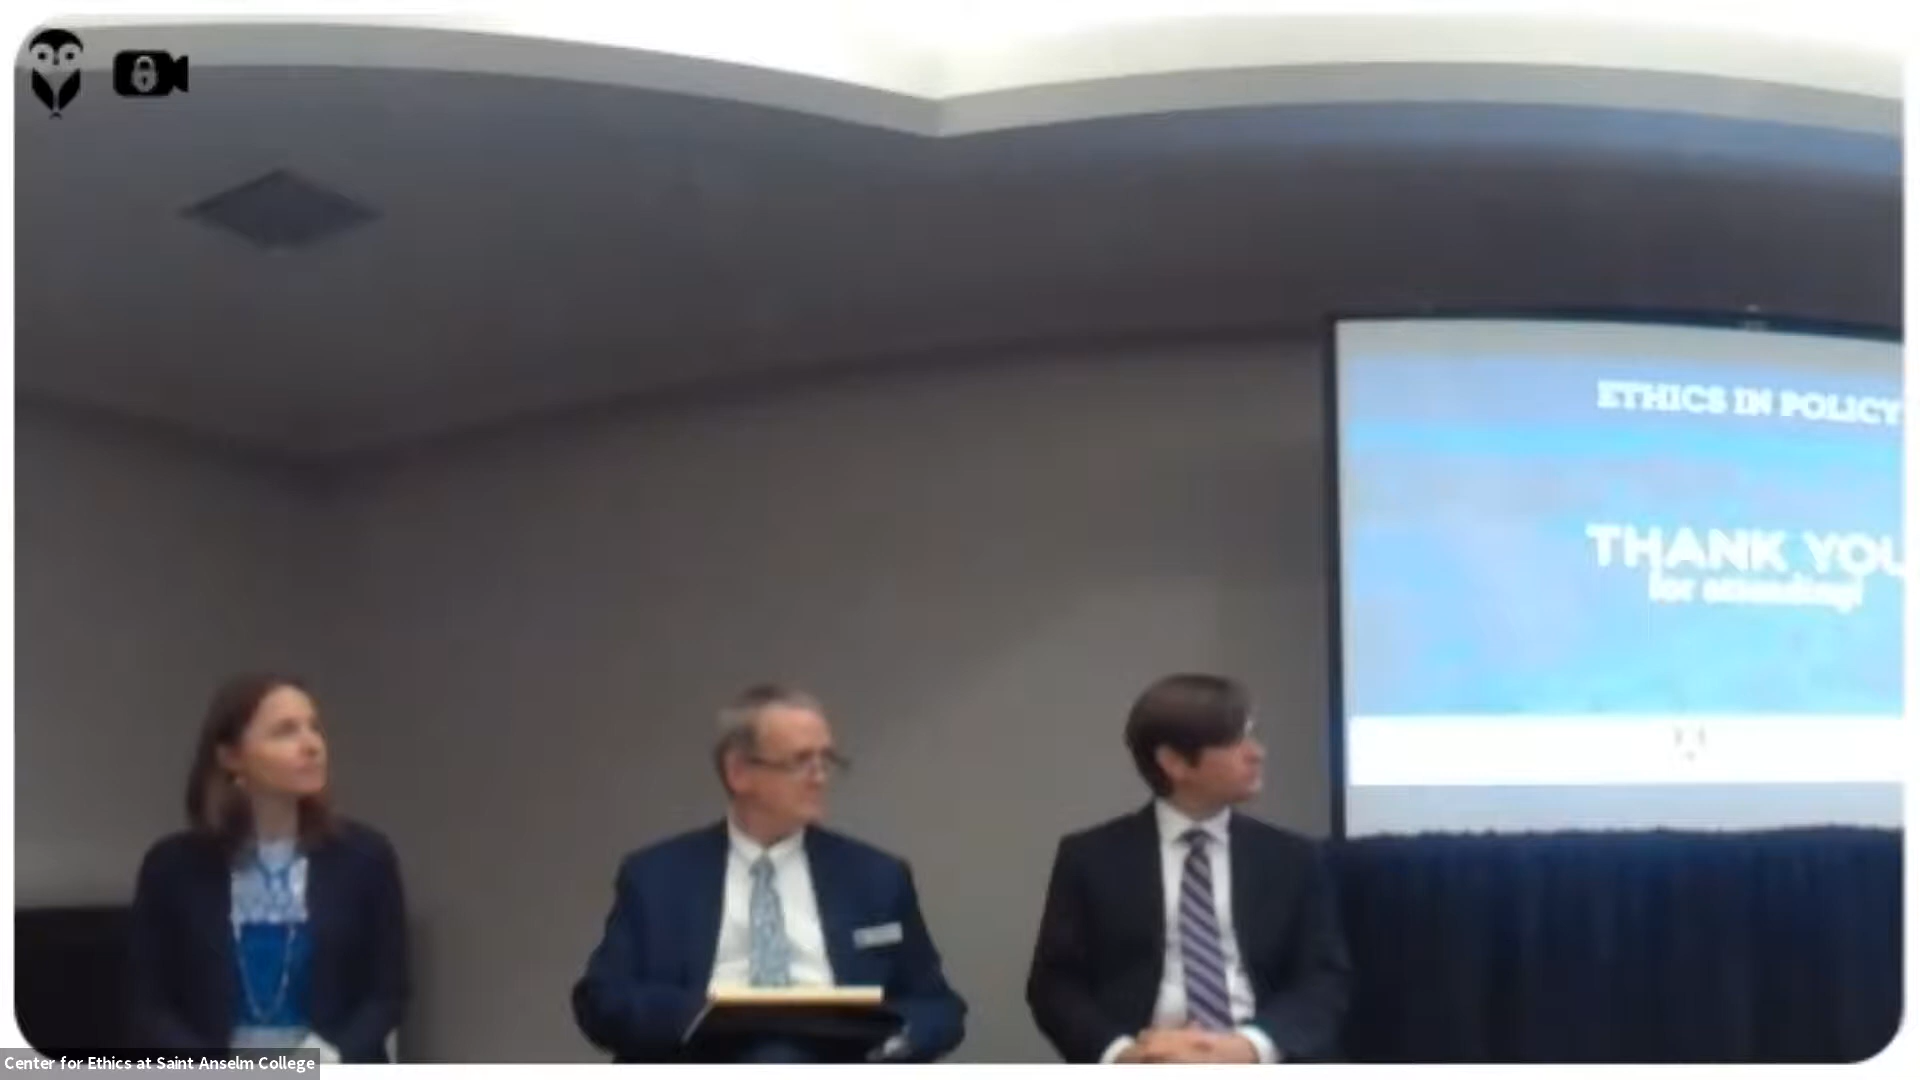 ETHICS IN POLICY
THANK YOU
for attending!
Center for Ethics at Saint Anselm College